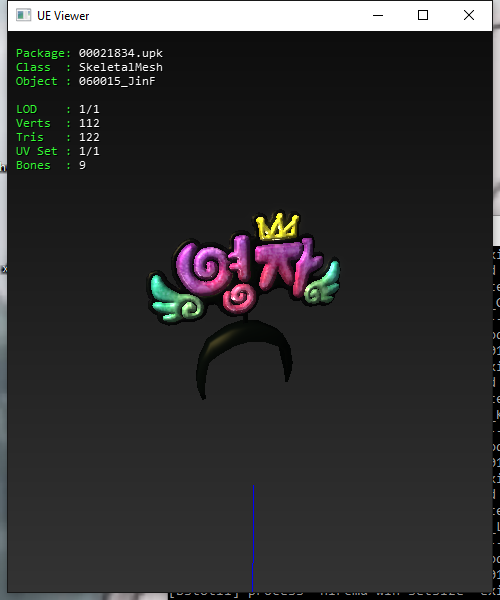 UE Viewer
Package: 00021834.upk
Class : SkeletalMesh
Object : 060015_JinF
LOD : 1/1
Verts : 112
Tris : 122
UV Set : 1/1
Bones : 9
영자